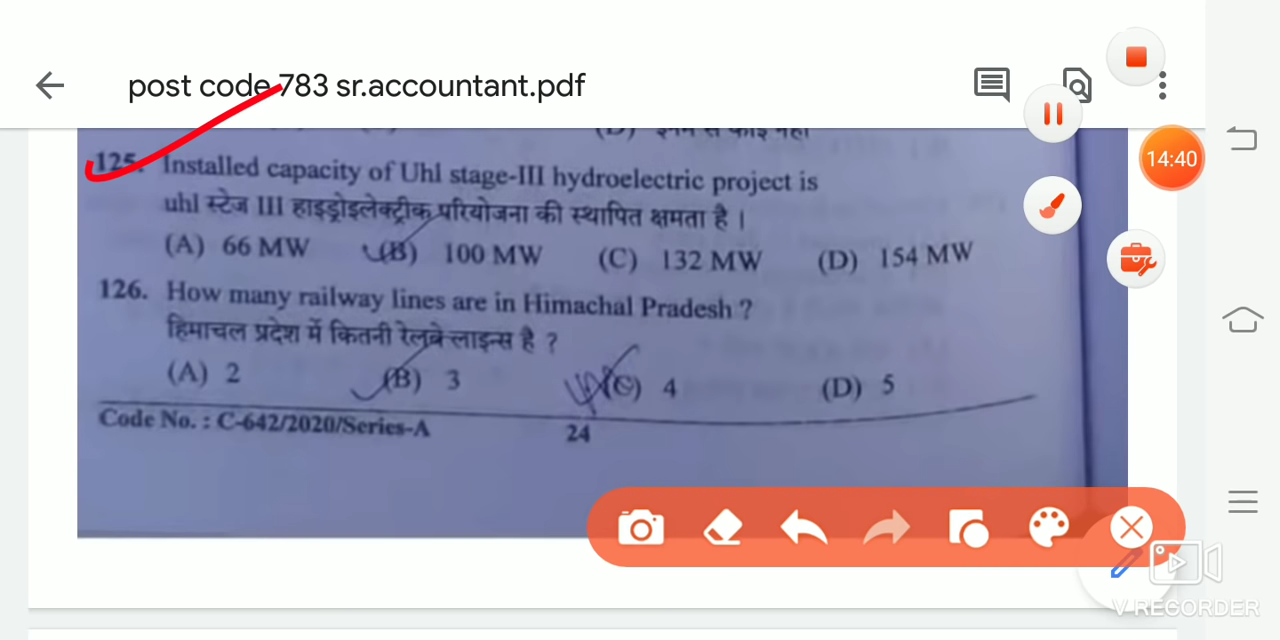 post code 783 sr.accountant.pdf
14:40
(D) इनमें से कोई नहीं
125. Installed capacity of Uhl stage-III hydroelectric project is
uhl स्टेज III हाइड्रोइलेक्ट्रीक परियोजना की स्थापित क्षमता है ।
(A) 66 MW (B) 100 MW (C) 132 MW (D) 154 MW
126. How many railway lines are in Himachal Pradesh ?
हिमाचल प्रदेश में कितनी रेलवे लाइन्स है ?
(A) 2 (B) 3 (C) 4 (D) 5
Code No. : C-642/2020/Series-A
24
V RECORDER